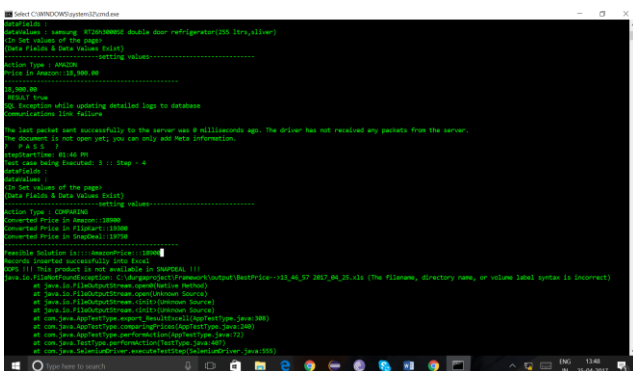 Select C:\WINDOWS\system32\cmd.exe
dataFields :
dataValues : samsung RT26h3000SE double door refrigerator(255 ltrs,sliver)
<In Set values of the page>
{Data Fields & Data Values Exist}
--------------------------setting values----------------------------
Action Type : AMAZON
Price in Amazon::18,900.00
------------------------------------------------
18,900.00
RESULT true
SQL Exception while updating detailed logs to database
Communications link failure
The last packet sent successfully to the server was 0 milliseconds ago. The driver has not received any packets from the server.
The document is not open yet; you can only add Meta information.
? P A S S ?
stepStartTime: 01:46 PM
Test case being Executed: 3 :: Step - 4
dataFields :
dataValues :
<In Set values of the page>
{Data Fields & Data Values Exist}
--------------------------setting values----------------------------
Action Type : COMPARING
Converted Price in Amazon::18900
Converted Price in Flipkart::19300
Converted Price in SnapDeal::19750
------------------------------------------------
Feasible Solution is::::AmazonPrice:::18900
Records inserted successfully into Excel
OOPS !!! This product is not available in SNAPDEAL !!!
java.io.FileNotFoundException: C:\durgaproject\Framework\output\BestPrice-->13_46_57 2017_04_25.xls (The filename, directory name, or volume label syntax is incorrect)
at java.io.FileOutputStream.open0(Native Method)
at java.io.FileOutputStream.open(Unknown Source)
at java.io.FileOutputStream.<init>(Unknown Source)
at java.io.FileOutputStream.<init>(Unknown Source)
at com.java.AppTestType.export_ResultExcell(AppTestType.java:308)
at com.java.AppTestType.comparingPrices(AppTestType.java:240)
at com.java.AppTestType.performAction(AppTestType.java:72)
at com.java.TestType.performAction(TestType.java:407)
at com.java.SeleniumDriver.executeTestStep(SeleniumDriver.java:555)
Type here to search
ENG 13:48
IN 25-04-2017